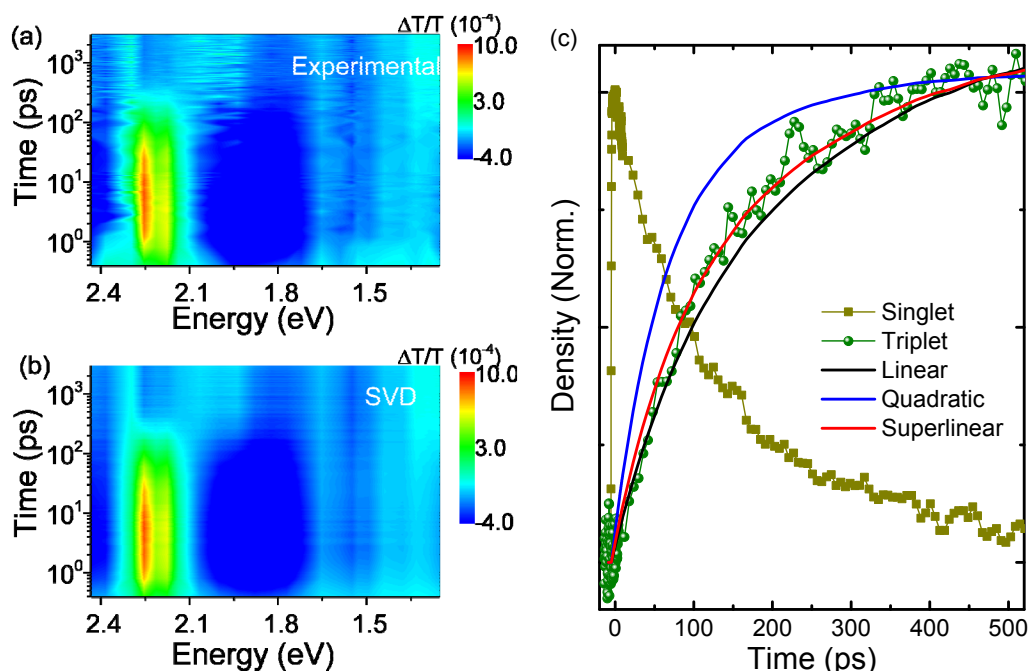 (a)
ΔT/T (10⁻⁴)
Experimental
10.0
3.0
-4.0
10³
10²
10¹
10⁰
Time (ps)
2.4 2.1 1.8 1.5
Energy (eV)
(b)
ΔT/T (10⁻⁴)
SVD
10.0
3.0
-4.0
10³
10²
10¹
10⁰
Time (ps)
2.4 2.1 1.8 1.5
Energy (eV)
(c)
Density (Norm.)
Singlet
Triplet
Linear
Quadratic
Superlinear
0 100 200 300 400 500
Time (ps)